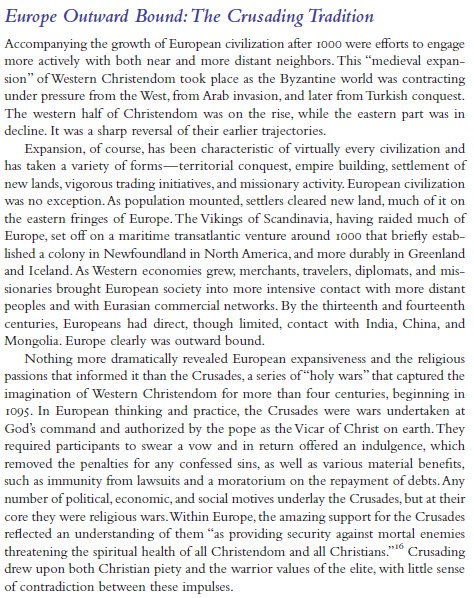 Europe Outward Bound: The Crusading Tradition
Accompanying the growth of European civilization after 1000 were efforts to engage
more actively with both near and more distant neighbors. This “medieval expan-
sion” of Western Christendom took place as the Byzantine world was contracting
under pressure from the West, from Arab invasion, and later from Turkish conquest.
The western half of Christendom was on the rise, while the eastern part was in
decline. It was a sharp reversal of their earlier trajectories.
Expansion, of course, has been characteristic of virtually every civilization and
has taken a variety of forms—territorial conquest, empire building, settlement of
new lands, vigorous trading initiatives, and missionary activity. European civilization
was no exception. As population mounted, settlers cleared new land, much of it on
the eastern fringes of Europe. The Vikings of Scandinavia, having raided much of
Europe, set off on a maritime transatlantic venture around 1000 that briefly estab-
lished a colony in Newfoundland in North America, and more durably in Greenland
and Iceland. As Western economies grew, merchants, travelers, diplomats, and mis-
sionaries brought European society into more intensive contact with more distant
peoples and with Eurasian commercial networks. By the thirteenth and fourteenth
centuries, Europeans had direct, though limited, contact with India, China, and
Mongolia. Europe clearly was outward bound.
Nothing more dramatically revealed European expansiveness and the religious
passions that informed it than the Crusades, a series of “holy wars” that captured the
imagination of Western Christendom for more than four centuries, beginning in
1095. In European thinking and practice, the Crusades were wars undertaken at
God’s command and authorized by the pope as the Vicar of Christ on earth. They
required participants to swear a vow and in return offered an indulgence, which
removed the penalties for any confessed sins, as well as various material benefits,
such as immunity from lawsuits and a moratorium on the repayment of debts. Any
number of political, economic, and social motives underlay the Crusades, but at their
core they were religious wars. Within Europe, the amazing support for the Crusades
reflected an understanding of them “as providing security against mortal enemies
threatening the spiritual health of all Christendom and all Christians.”16 Crusading
drew upon both Christian piety and the warrior values of the elite, with little sense
of contradiction between these impulses.